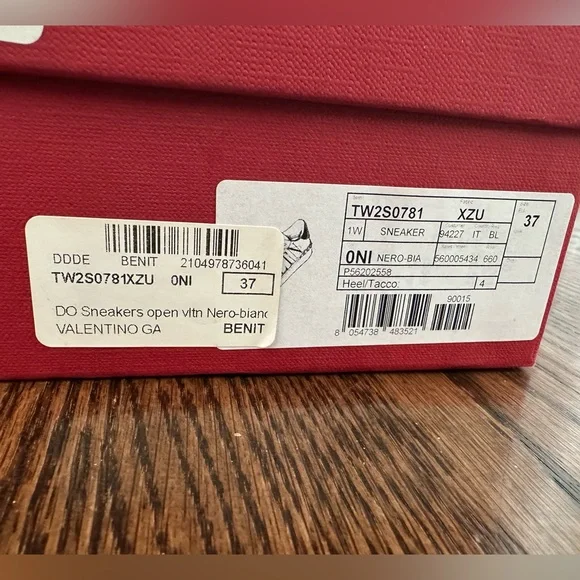 DDDE BENIT 2104978736041
TW2S0781XZU 0NI 37
DO Sneakers open vltn Nero-bianc
VALENTINO GA BENIT
TW2S0781 XZU 37
1W SNEAKER 94227 IT BL
0NI NERO-BIA 560005434 660
P56202558
Heel/Tacco: 4
90015
8 054738 483521